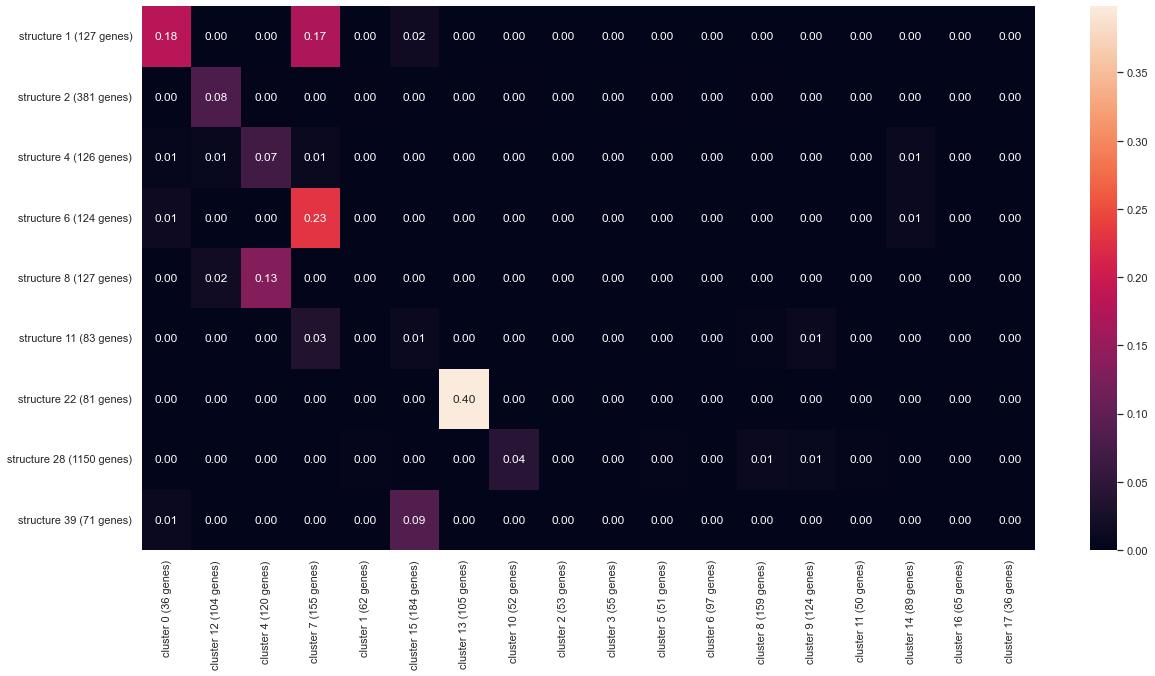 structure 1 (127 genes) 0.18 0.00 0.00 0.17 0.00 0.02 0.00 0.00 0.00 0.00 0.00 0.00 0.00 0.00 0.00 0.00 0.00 0.00
structure 2 (381 genes) 0.00 0.08 0.00 0.00 0.00 0.00 0.00 0.00 0.00 0.00 0.00 0.00 0.00 0.00 0.00 0.00 0.00 0.00
structure 4 (126 genes) 0.01 0.01 0.07 0.01 0.00 0.00 0.00 0.00 0.00 0.00 0.00 0.00 0.00 0.00 0.00 0.01 0.00 0.00
structure 6 (124 genes) 0.01 0.00 0.00 0.23 0.00 0.00 0.00 0.00 0.00 0.00 0.00 0.00 0.00 0.00 0.00 0.01 0.00 0.00
structure 8 (127 genes) 0.00 0.02 0.13 0.00 0.00 0.00 0.00 0.00 0.00 0.00 0.00 0.00 0.00 0.00 0.00 0.00 0.00 0.00
structure 11 (83 genes) 0.00 0.00 0.00 0.03 0.00 0.01 0.00 0.00 0.00 0.00 0.00 0.00 0.00 0.01 0.00 0.00 0.00 0.00
structure 22 (81 genes) 0.00 0.00 0.00 0.00 0.00 0.00 0.40 0.00 0.00 0.00 0.00 0.00 0.00 0.00 0.00 0.00 0.00 0.00
structure 28 (1150 genes) 0.00 0.00 0.00 0.00 0.00 0.00 0.00 0.04 0.00 0.00 0.00 0.00 0.01 0.01 0.00 0.00 0.00 0.00
structure 39 (71 genes) 0.01 0.00 0.00 0.00 0.00 0.09 0.00 0.00 0.00 0.00 0.00 0.00 0.00 0.00 0.00 0.00 0.00 0.00
cluster 0 (36 genes)
cluster 12 (104 genes)
cluster 4 (120 genes)
cluster 7 (155 genes)
cluster 1 (62 genes)
cluster 15 (184 genes)
cluster 13 (105 genes)
cluster 10 (52 genes)
cluster 2 (53 genes)
cluster 3 (55 genes)
cluster 5 (51 genes)
cluster 6 (97 genes)
cluster 8 (159 genes)
cluster 9 (124 genes)
cluster 11 (50 genes)
cluster 14 (89 genes)
cluster 16 (65 genes)
cluster 17 (36 genes)
0.35
0.30
0.25
0.20
0.15
0.10
0.05
0.00